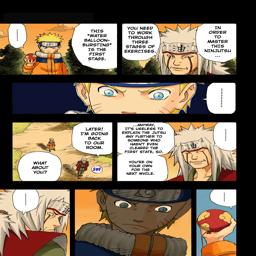 IN
ORDER
TO
MASTER
THIS
NINJUTSU
...
YOU NEED
TO WORK
THROUGH
THREE
STAGES OF
EXERCISES.
THIS
"WATER
BALLOON-
BURSTING"
IS THE
FIRST
STAGE.
...ANYWAY,
IT'S USELESS TO
EXPLAIN THE JUTSU
ANY FURTHER TO
SOMEONE WHO
HASN'T EVEN
CLEARED THE
FIRST STAGE, SO,
YOU'RE ON
YOUR OWN
FOR THE
NEXT WHILE.
LATER!
I'M GOING
BACK TO
OUR
ROOM.
WHAT
ABOUT
YOU?